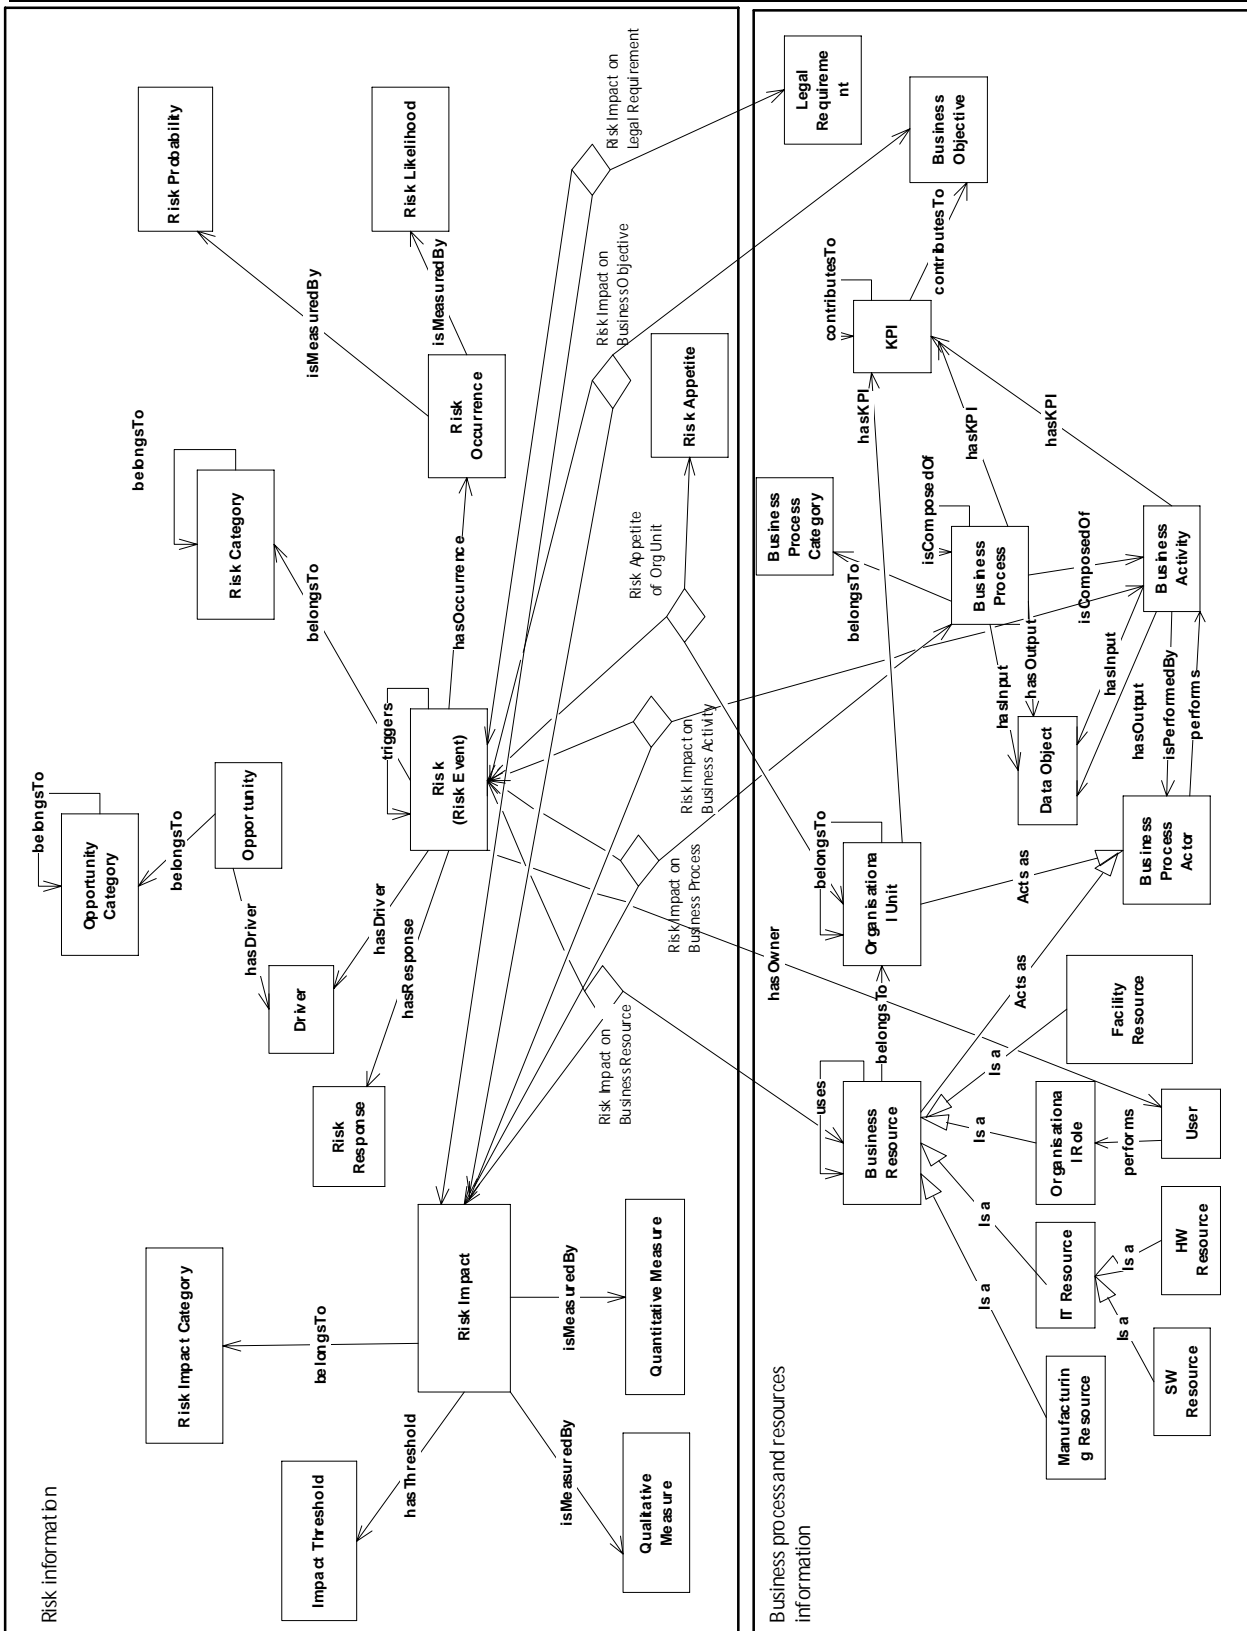 Risk information
Impact Threshold
hasThreshold
Risk Impact Category
belongsTo
Qualitative
Measure
isMeasuredBy
Risk Impact
isMeasuredBy
Quantitative Measure
Risk
Response
hasResponse
Driver
hasDriver
hasDriver
Opportunity
Category
belongsTo
belongsTo
Opportunity
Risk
(Risk Event)
triggers
belongsTo
Risk Category
belongsTo
hasOccurrence
Risk
Occurrence
isMeasuredBy
Risk Probability
isMeasuredBy
Risk Likelihood
Risk Impact on
Business Resource
Risk Impact on
Business Process
Risk Impact on
Business Activity
Risk Appetite
of Org Unit
Risk Appetite
Risk Impact on
BusinessObjective
Risk Impact on
Legal Requirement
Business process and resources
information
Manufacturin
g Resource
Is a
SW
Resource
Is a
IT Resource
Is a
HW
Resource
Is a
Business
Resource
uses
belongsTo
Organisationa
l Role
Is a
performs
User
hasOwner
Facility
Resource
Is a
Acts as
Organisationa
l Unit
belongsTo
Acts as
Business
Process
Actor
isPerformedBy
performs
Data Object
hasInput
hasOutput
hasInput
hasOutput
Business
Process
isComposedOf
isComposedOf
Business
Activity
belongsTo
Business
Process
Category
hasKPI
hasKPI
hasKPI
KPI
contributesTo
contributesTo
Business
Objective
Legal
Requireme
nt